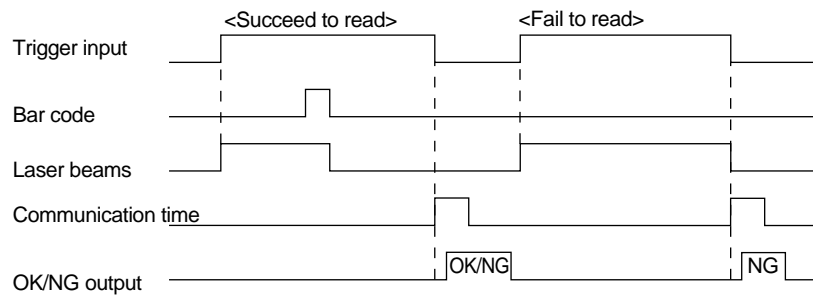 <Succeed to read> <Fail to read>
Trigger input
Bar code
Laser beams
Communication time
OK/NG NG
OK/NG output